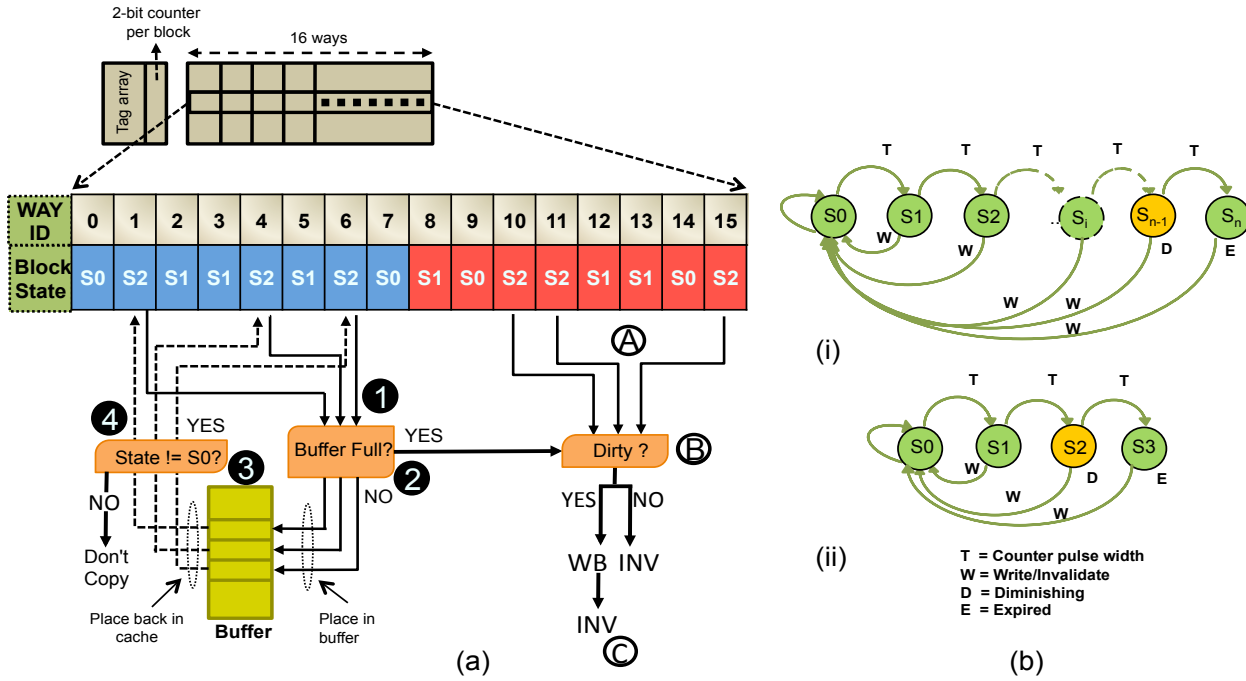 2-bit counter
per block
16 ways
Tag array
WAY
ID
0 1 2 3 4 5 6 7 8 9 10 11 12 13 14 15
Block
State
S0 S2 S1 S1 S2 S1 S2 S0 S1 S0 S2 S2 S1 S1 S0 S2
A
1
4
YES
State != S0?
3
NO
Don't
Copy
Buffer Full?
YES
2
NO
Dirty ?
B
YES
NO
WB
INV
INV
C
Place back in
cache
Buffer
Place in
buffer
(a)
T T T T T
S0 S1 S2 .. Si Sn-1 Sn
W
W
D
E
W
W
W
(i)
T T T
S0 S1 S2 S3
W
D
E
W
W
(ii)
T = Counter pulse width
W = Write/Invalidate
D = Diminishing
E = Expired
(b)